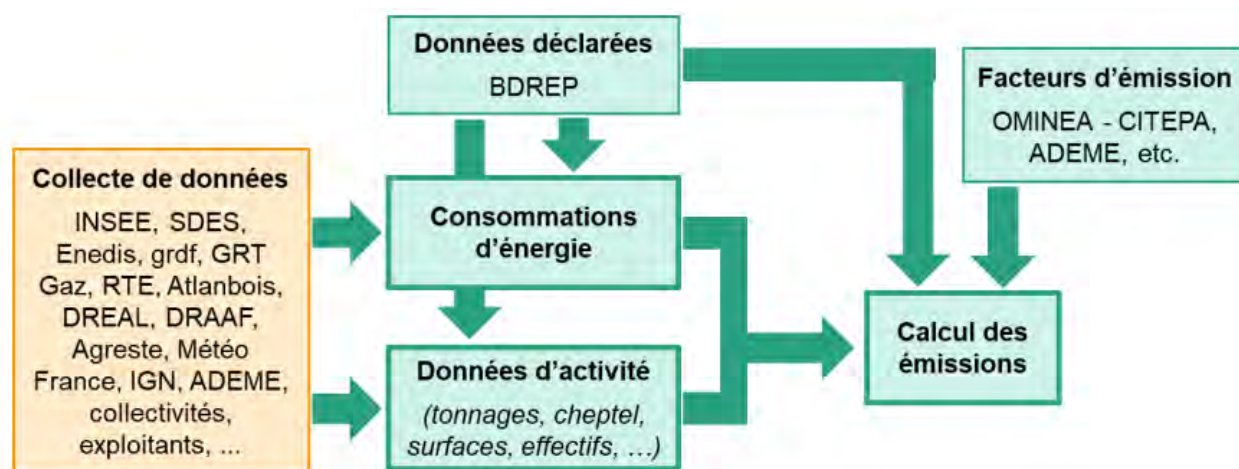 Données déclarées
BDREP
Facteurs d'émission
OMINEA - CITEPA,
ADEME, etc.
Collecte de données
INSEE, SDES,
Enedis, grdf, GRT
Gaz, RTE, Atlanbois,
DREAL, DRAAF,
Agreste, Météo
France, IGN, ADEME,
collectivités,
exploitants, ...
Consommations
d'énergie
Données d'activité
(tonnages, cheptel,
surfaces, effectifs, …)
Calcul des
émissions